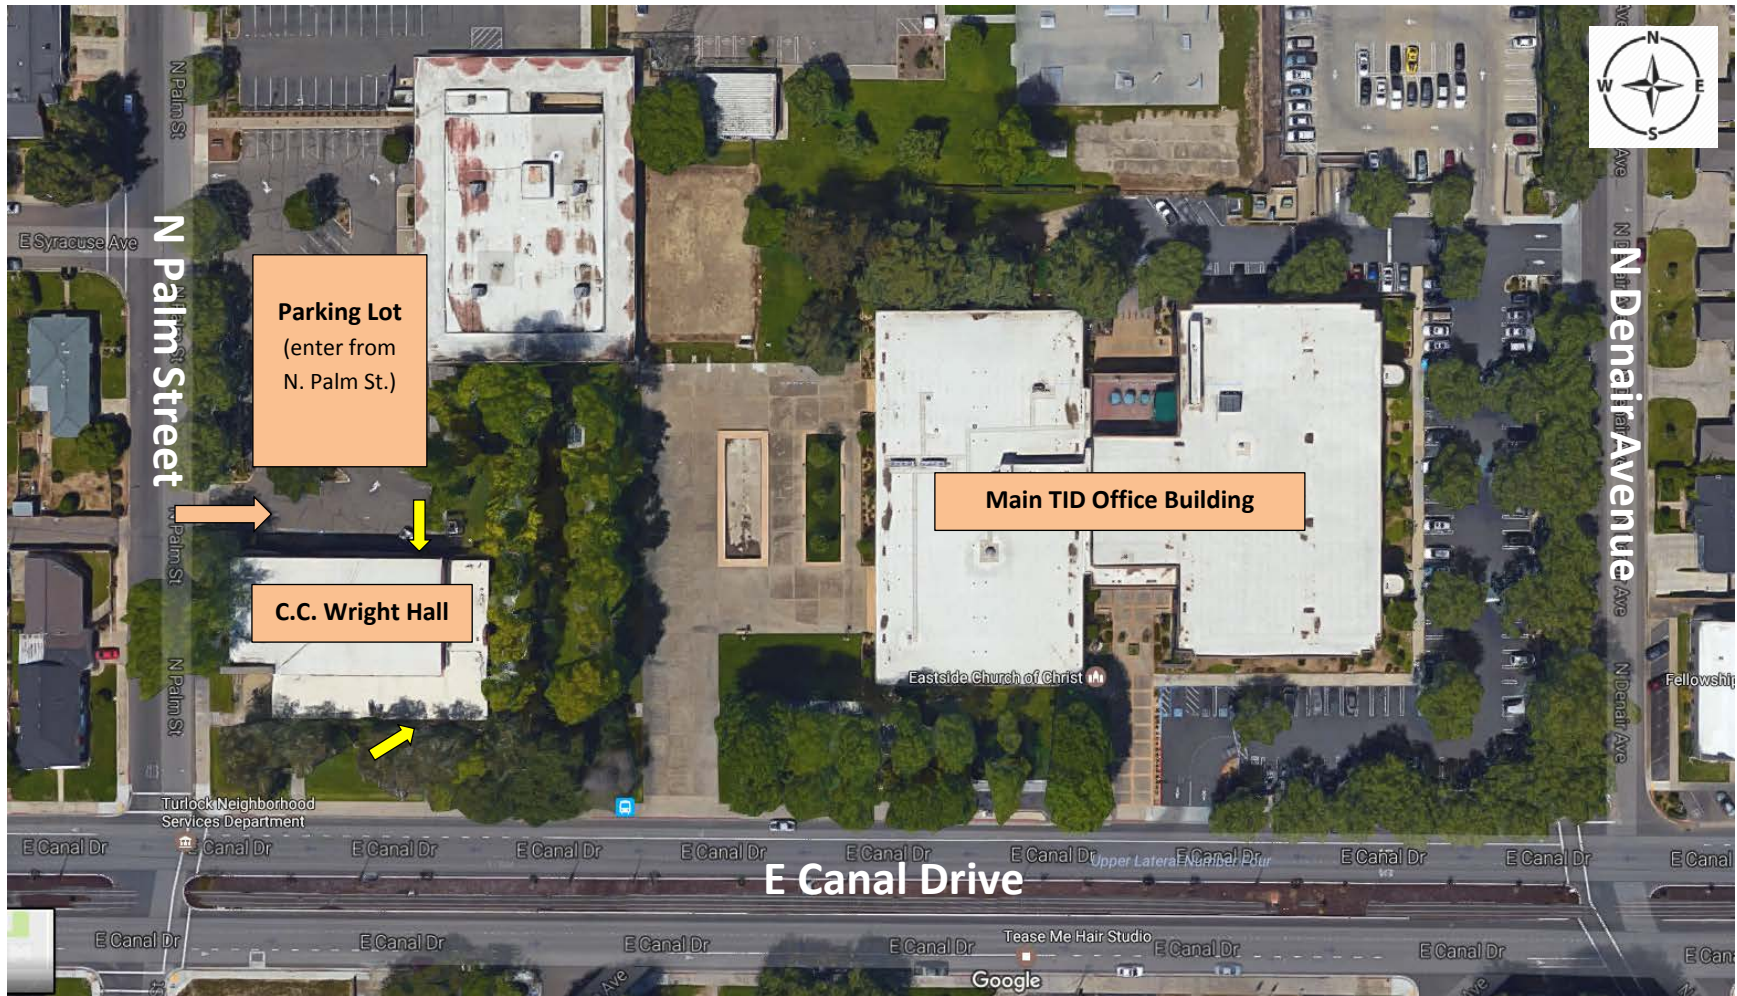 N
W
E
S
N Palm St
Ave
E Syracuse Ave
N Palm Street
Parking Lot
(enter from
N. Palm St.)
N Denair Avenue
Main TID Office Building
N Palm St
C.C. Wright Hall
N Palm St
Eastside Church of Christ
N Denair Ave
Fellowship
Turlock Neighborhood
Services Department
E Canal Dr
E Canal Dr
E Canal Dr
E Canal Dr
E Canal Dr
E Canal Dr
E Canal Dr
Upper Lateral Number Four
E Canal Dr
E Canal Dr
E Canal Dr
E Canal
E Canal Drive
E Canal Dr
E Canal Dr
E Canal Dr
E Canal Dr
Tease Me Hair Studio
E Canal Dr
E Canal Dr
E Cana
Ave
Google